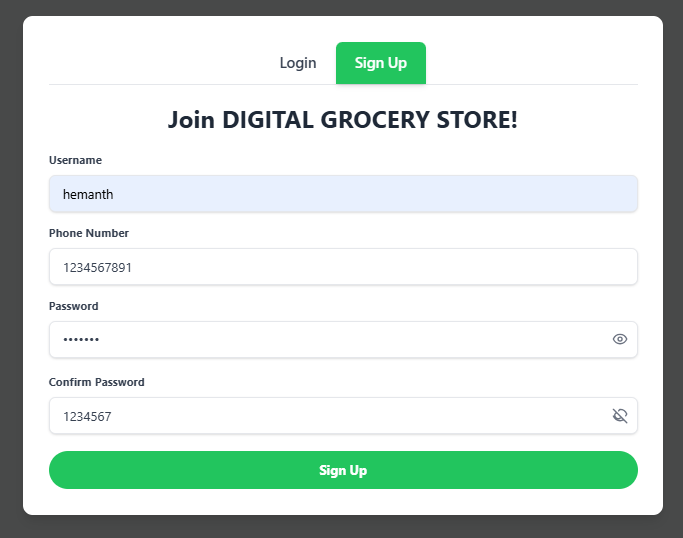 Login Sign Up
Join DIGITAL GROCERY STORE!
Username
hemanth
Phone Number
1234567891
Password
•••••••
Confirm Password
1234567
Sign Up